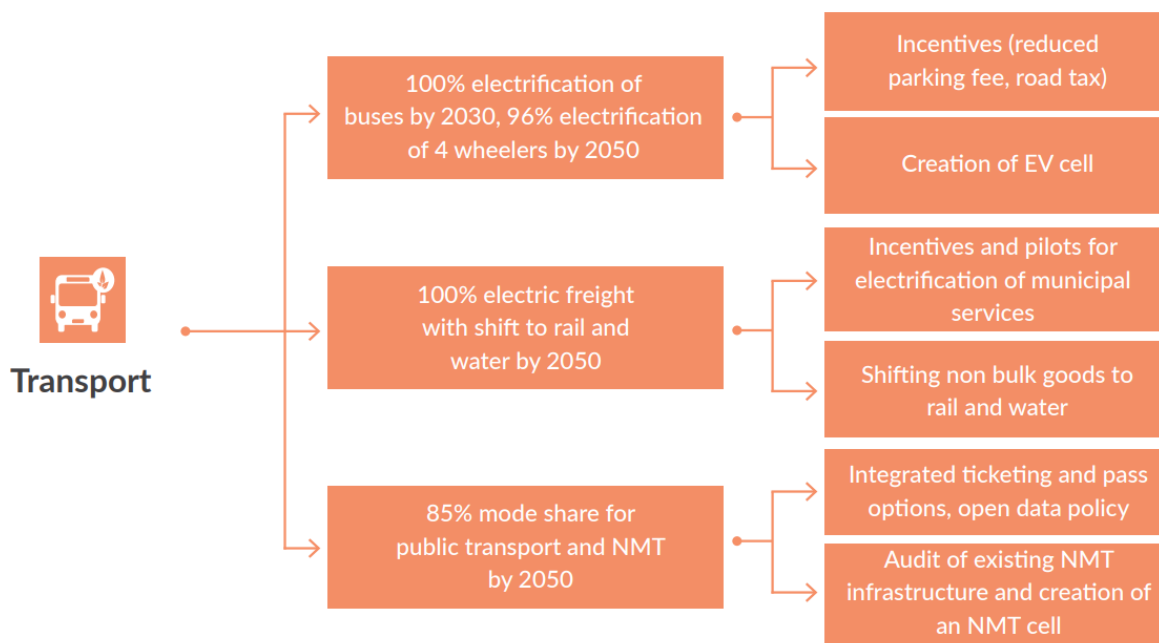 Transport
100% electrification of
buses by 2030, 96% electrification
of 4 wheelers by 2050
Incentives (reduced
parking fee, road tax)
Creation of EV cell
100% electric freight
with shift to rail and
water by 2050
Incentives and pilots for
electrification of municipal
services
Shifting non bulk goods to
rail and water
85% mode share for
public transport and NMT
by 2050
Integrated ticketing and pass
options, open data policy
Audit of existing NMT
infrastructure and creation of
an NMT cell